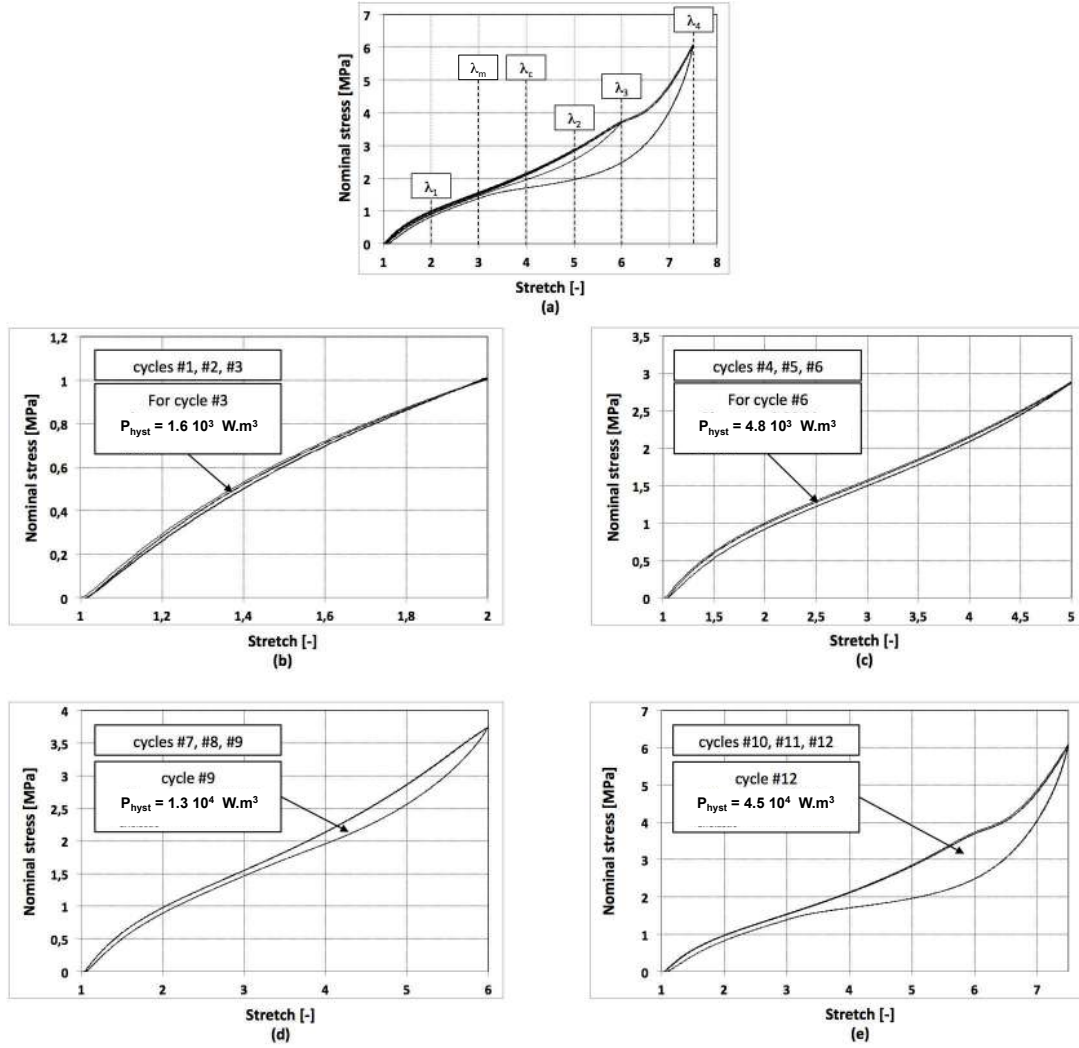 λ4
λm
λc
λ3
λ2
λ1
Nominal stress [MPa]
7
6
5
4
3
2
1
0
1 2 3 4 5 6 7 8
Stretch [-]
(a)
cycles #1, #2, #3
For cycle #3
Physt = 1.6 10³ W.m³
Nominal stress [MPa]
1,2
1
0,8
0,6
0,4
0,2
0
1 1,2 1,4 1,6 1,8 2
Stretch [-]
(b)
cycles #4, #5, #6
For cycle #6
Physt = 4.8 10³ W.m³
Nominal stress [MPa]
3,5
3
2,5
2
1,5
1
0,5
0
1 1,5 2 2,5 3 3,5 4 4,5 5
Stretch [-]
(c)
cycles #7, #8, #9
cycle #9
Physt = 1.3 10⁴ W.m³
Nominal stress [MPa]
4
3,5
3
2,5
2
1,5
1
0,5
0
1 2 3 4 5 6
Stretch [-]
(d)
cycles #10, #11, #12
cycle #12
Physt = 4.5 10⁴ W.m³
Nominal stress [MPa]
7
6
5
4
3
2
1
0
1 2 3 4 5 6 7
Stretch [-]
(e)